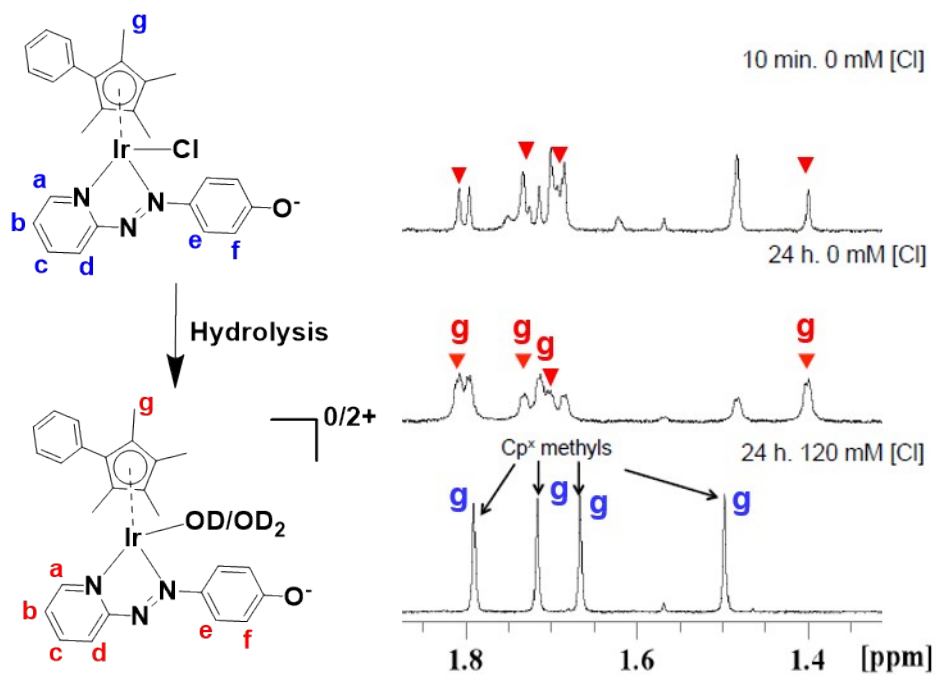 g
Ir
Cl
a
N
N
N
O⁻
b
c
d
e
f
Hydrolysis
g
0/2+
Ir
OD/OD₂
a
N
N
N
O⁻
b
c
d
e
f
10 min. 0 mM [Cl]
24 h. 0 mM [Cl]
g
g
g
g
24 h. 120 mM [Cl]
Cpˣ methyls
g
g
g
g
1.8
1.6
1.4
[ppm]